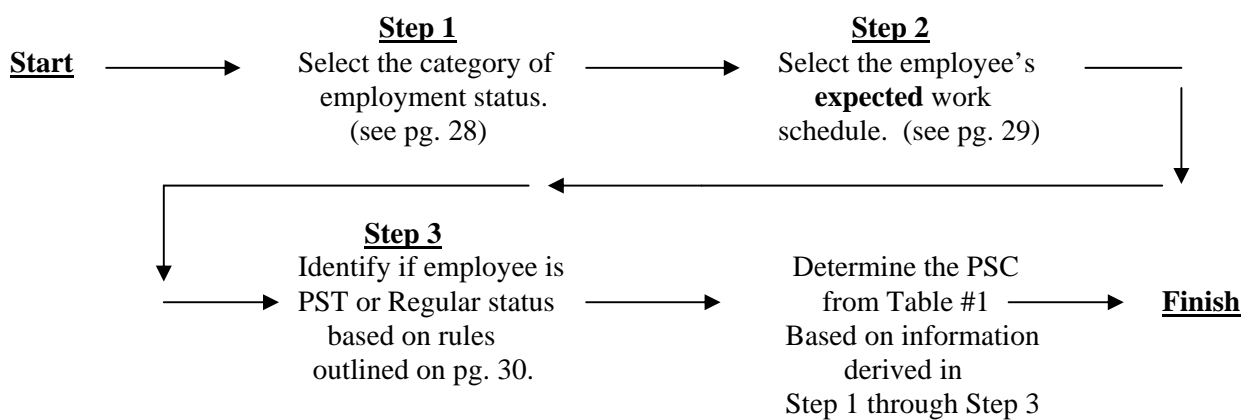 Start
Step 1
Select the category of
employment status.
(see pg. 28)
Step 2
Select the employee’s
expected work
schedule. (see pg. 29)
Step 3
Identify if employee is
PST or Regular status
based on rules
outlined on pg. 30.
Determine the PSC
from Table #1
Based on information
derived in
Step 1 through Step 3
Finish